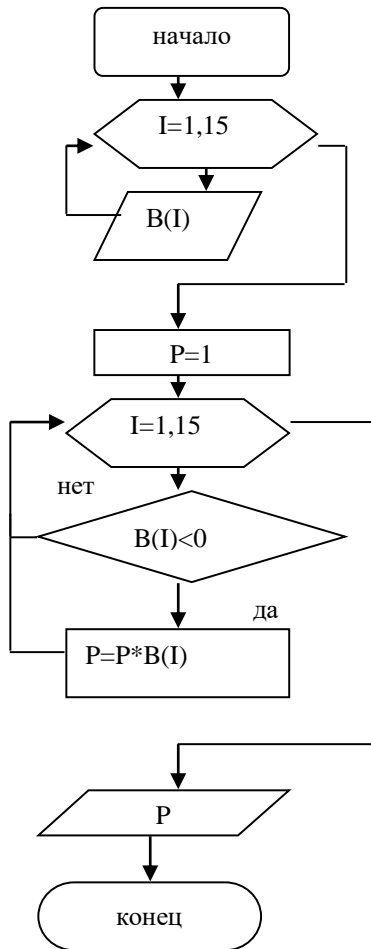 начало
I=1,15
B(I)
P=1
I=1,15
нет
B(I)<0
да
P=P*B(I)
P
конец